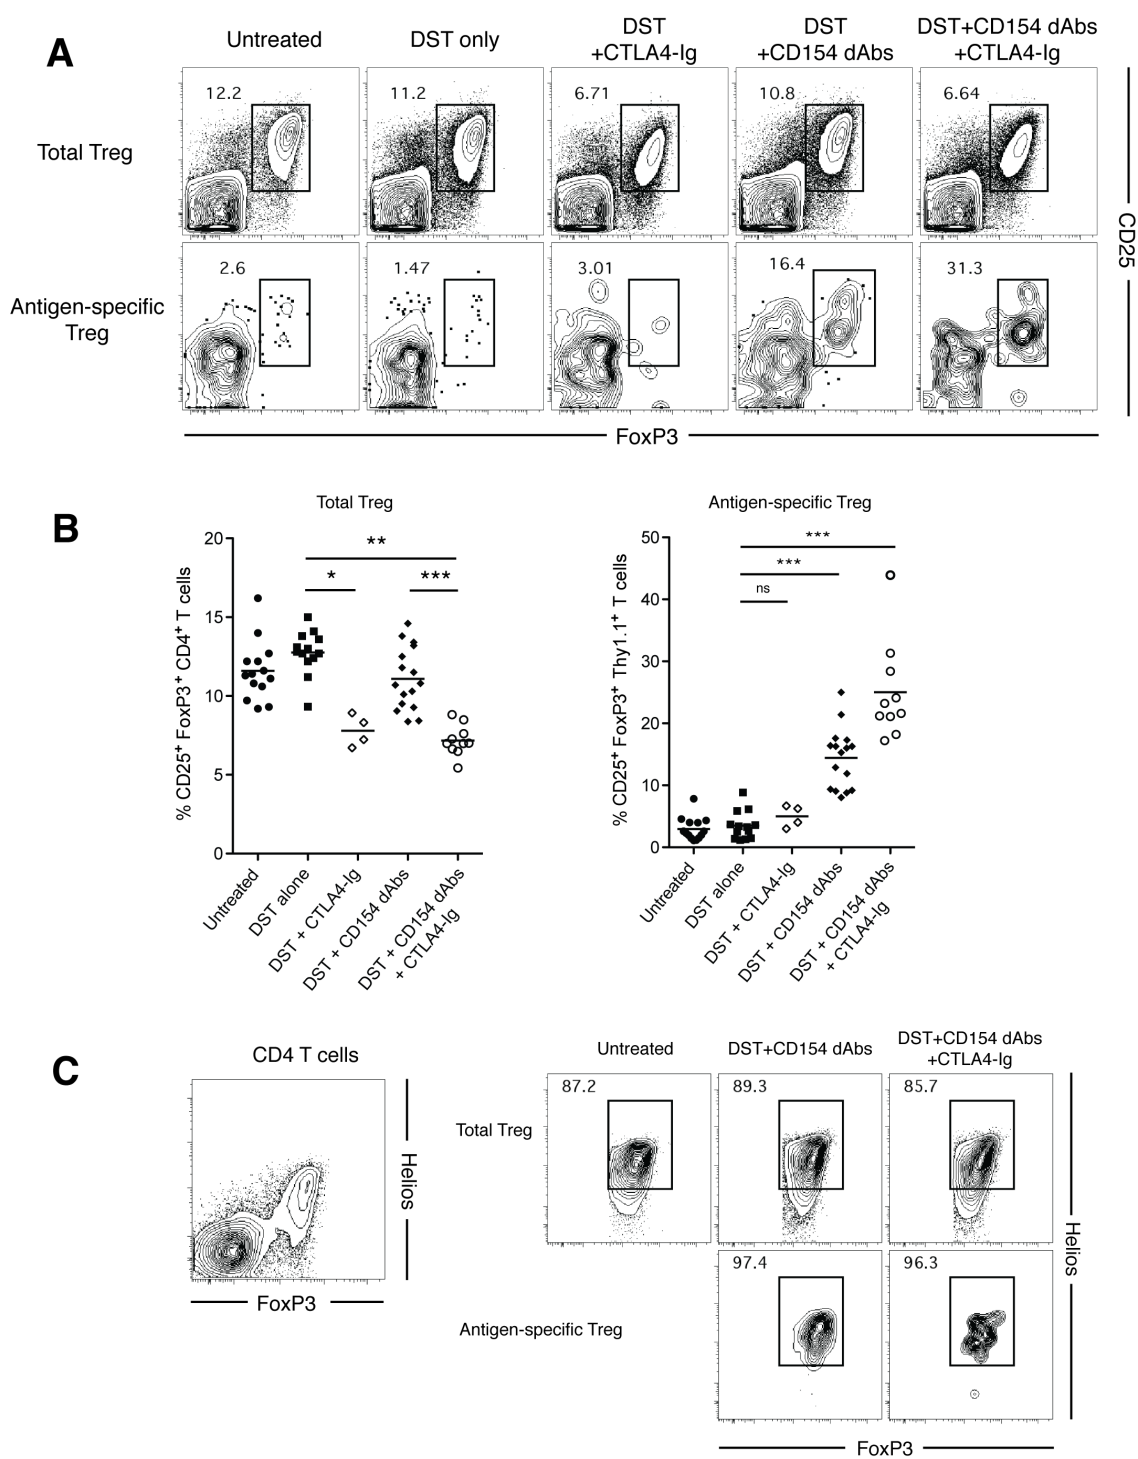 A
Untreated
DST only
DST
+CTLA4-Ig
DST
+CD154 dAbs
DST+CD154 dAbs
+CTLA4-Ig
Total Treg
12.2
11.2
6.71
10.8
6.64
Antigen-specific
Treg
2.6
1.47
3.01
16.4
31.3
CD25
FoxP3
B
Total Treg
% CD25+ FoxP3+ CD4+ T cells
20
15
10
5
0
**
*
***
Untreated
DST alone
DST + CTLA4-Ig
DST + CD154 dAbs
DST + CD154 dAbs
+ CTLA4-Ig
Antigen-specific Treg
% CD25+ FoxP3+ Thy1.1+ T cells
50
40
30
20
10
0
***
***
ns
Untreated
DST alone
DST + CTLA4-Ig
DST + CD154 dAbs
DST + CD154 dAbs
+ CTLA4-Ig
C
CD4 T cells
Helios
FoxP3
Untreated
DST+CD154 dAbs
DST+CD154 dAbs
+CTLA4-Ig
Total Treg
87.2
89.3
85.7
Antigen-specific Treg
97.4
96.3
Helios
FoxP3